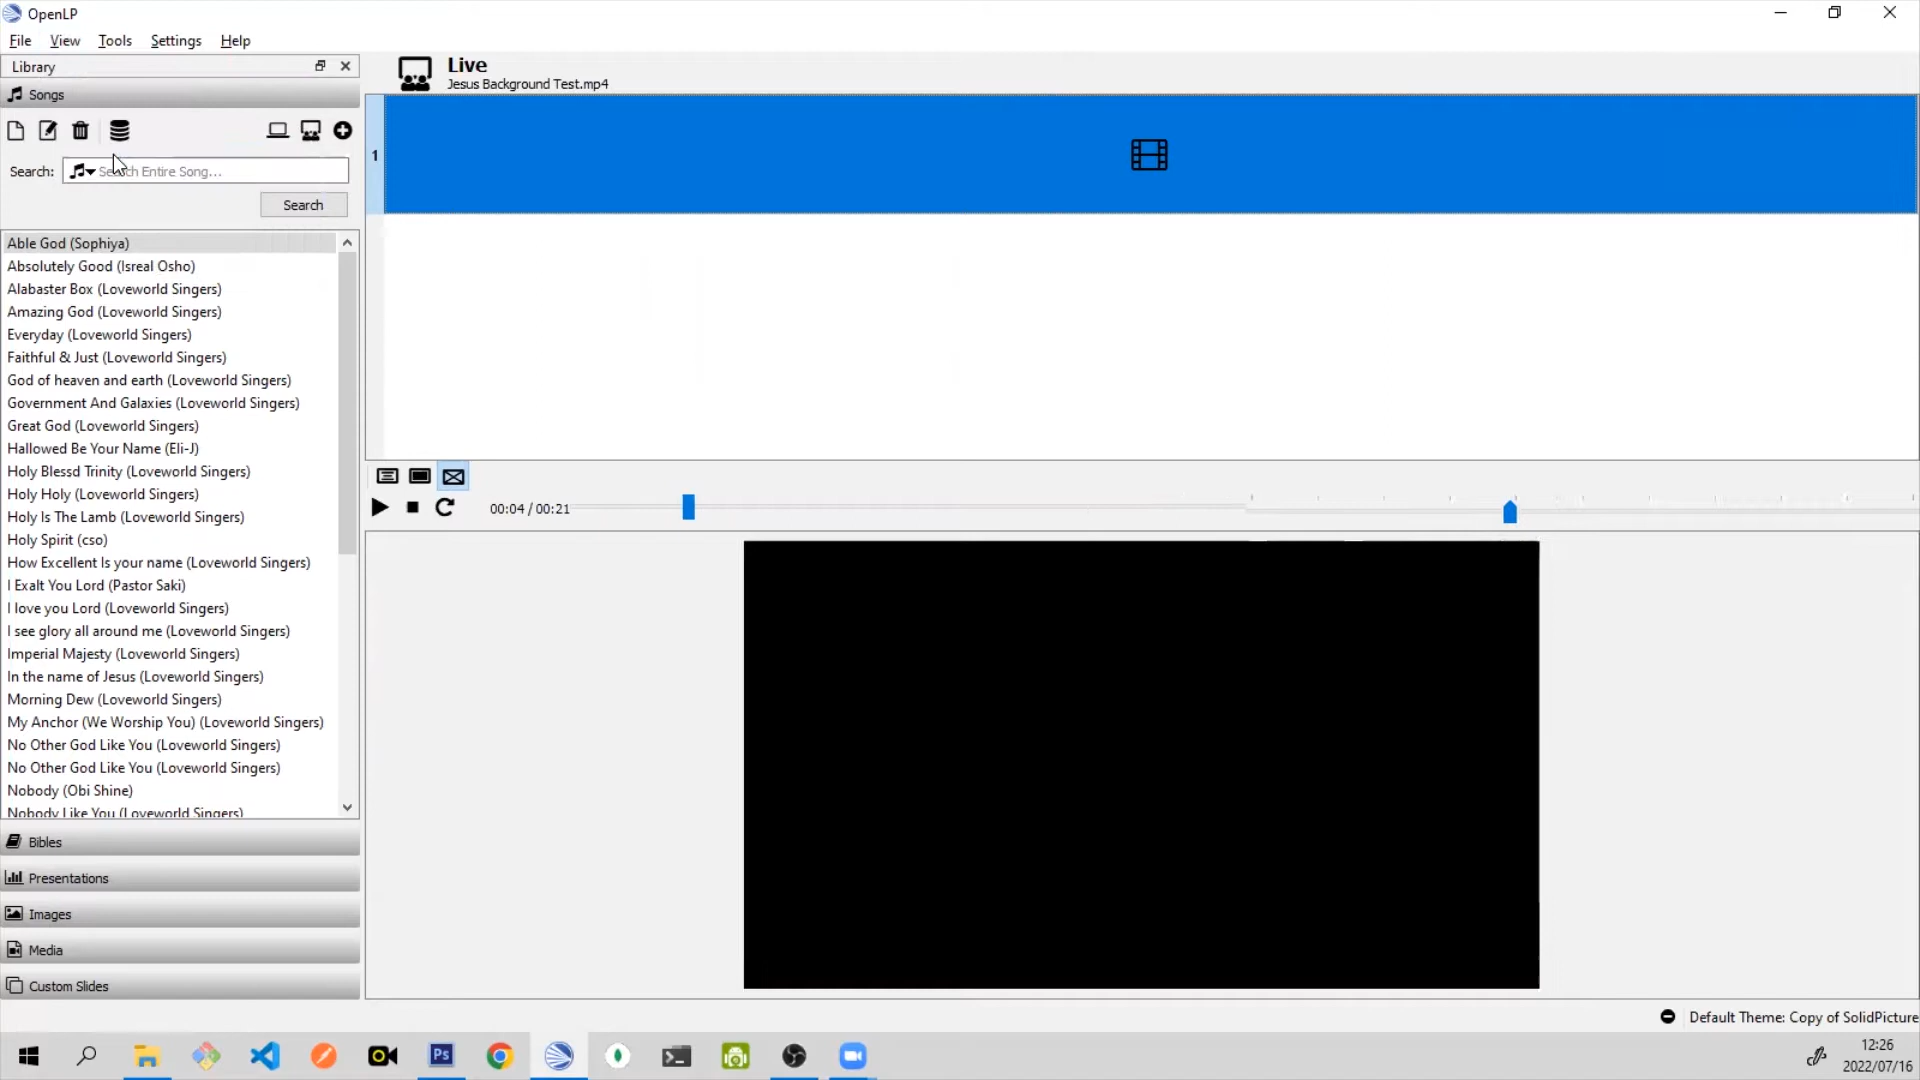 OpenLP
File View Tools Settings Help
Library
Songs
Search: Search Entire Song...
Search
Able God (Sophiya)
Absolutely Good (Isreal Osho)
Alabaster Box (Loveworld Singers)
Amazing God (Loveworld Singers)
Everyday (Loveworld Singers)
Faithful & Just (Loveworld Singers)
God of heaven and earth (Loveworld Singers)
Government And Galaxies (Loveworld Singers)
Great God (Loveworld Singers)
Hallowed Be Your Name (Eli-J)
Holy Blessd Trinity (Loveworld Singers)
Holy Holy (Loveworld Singers)
Holy Is The Lamb (Loveworld Singers)
Holy Spirit (cso)
How Excellent Is your name (Loveworld Singers)
I Exalt You Lord (Pastor Saki)
I love you Lord (Loveworld Singers)
I see glory all around me (Loveworld Singers)
Imperial Majesty (Loveworld Singers)
In the name of Jesus (Loveworld Singers)
Morning Dew (Loveworld Singers)
My Anchor (We Worship You) (Loveworld Singers)
No Other God Like You (Loveworld Singers)
No Other God Like You (Loveworld Singers)
Nobody (Obi Shine)
Nobody Like You (Loveworld Singers)
Bibles
Presentations
Images
Media
Custom Slides
Live
Jesus Background Test.mp4
1
00:04 / 00:21
Default Theme: Copy of SolidPicture
Ps
12:26
2022/07/16